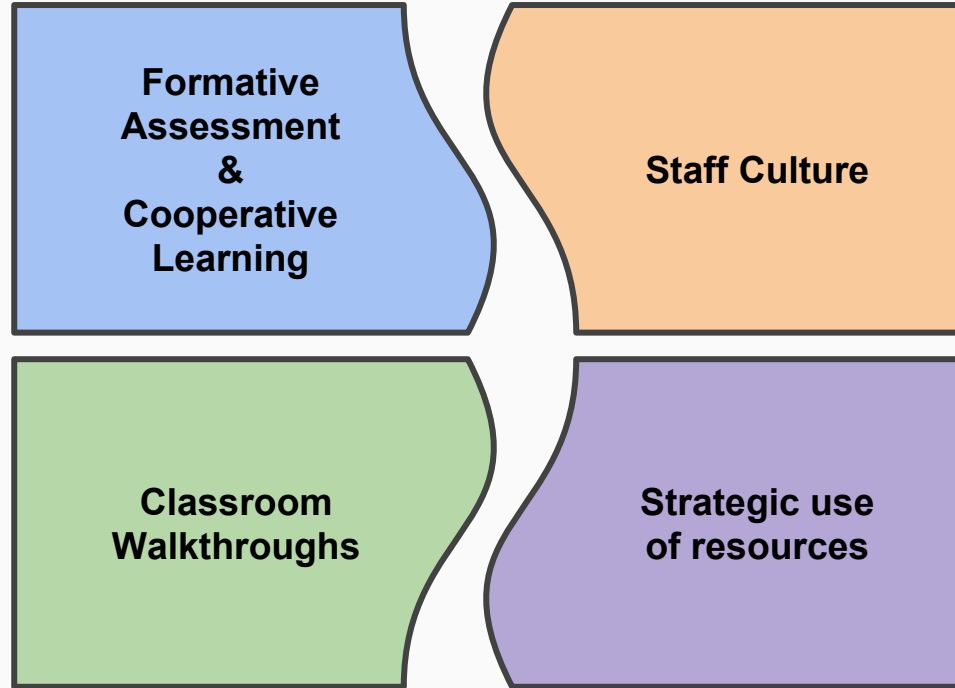 Formative
Assessment
&
Cooperative
Learning
Staff Culture
Classroom
Walkthroughs
Strategic use
of resources